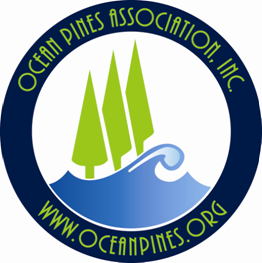 OCEAN PINES ASSOCIATION, INC.
WWW.OCEANPINES.ORG